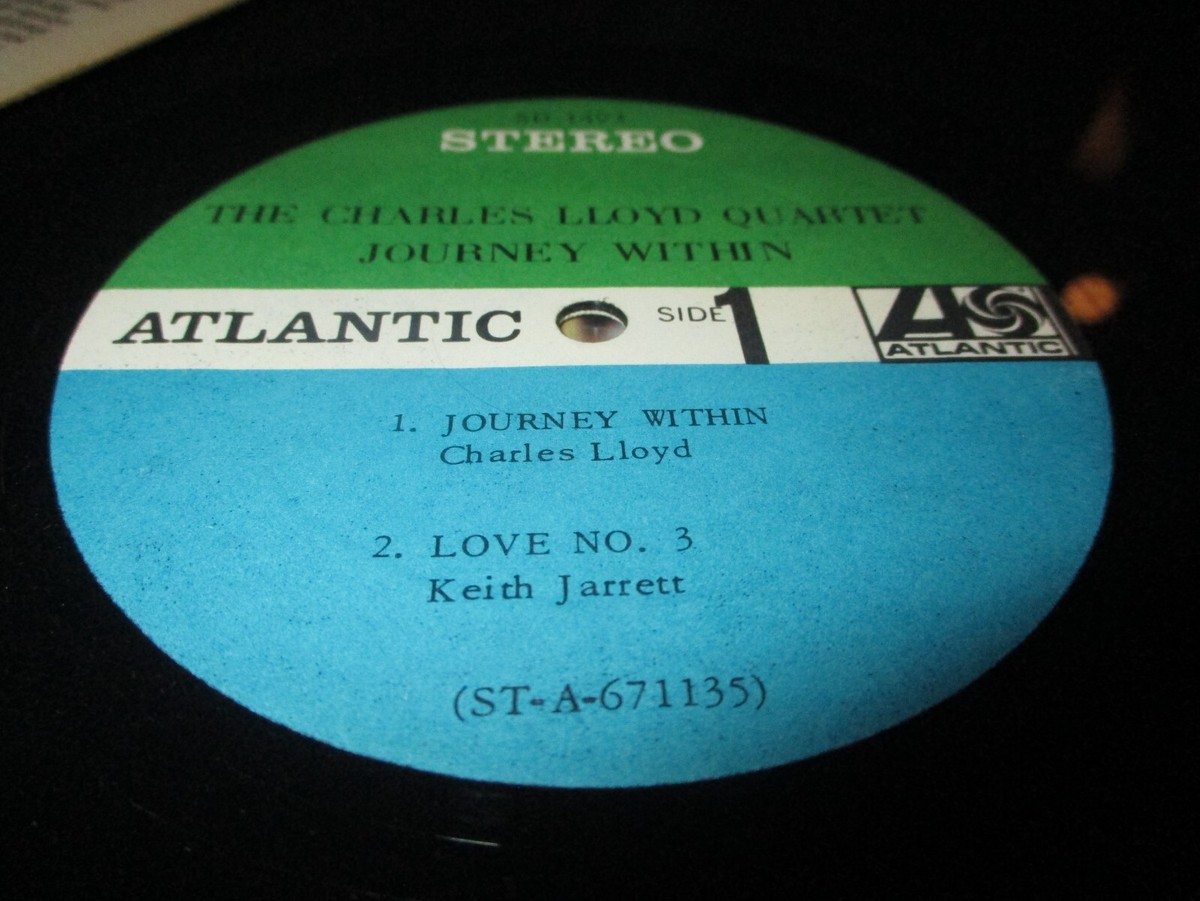 STEREO
THE CHARLES LLOYD QUARTET
JOURNEY WITHIN
ATLANTIC
SIDE 1
ATLANTIC
1. JOURNEY WITHIN
Charles Lloyd
2. LOVE NO. 3
Keith Jarrett
(ST-A-671135)